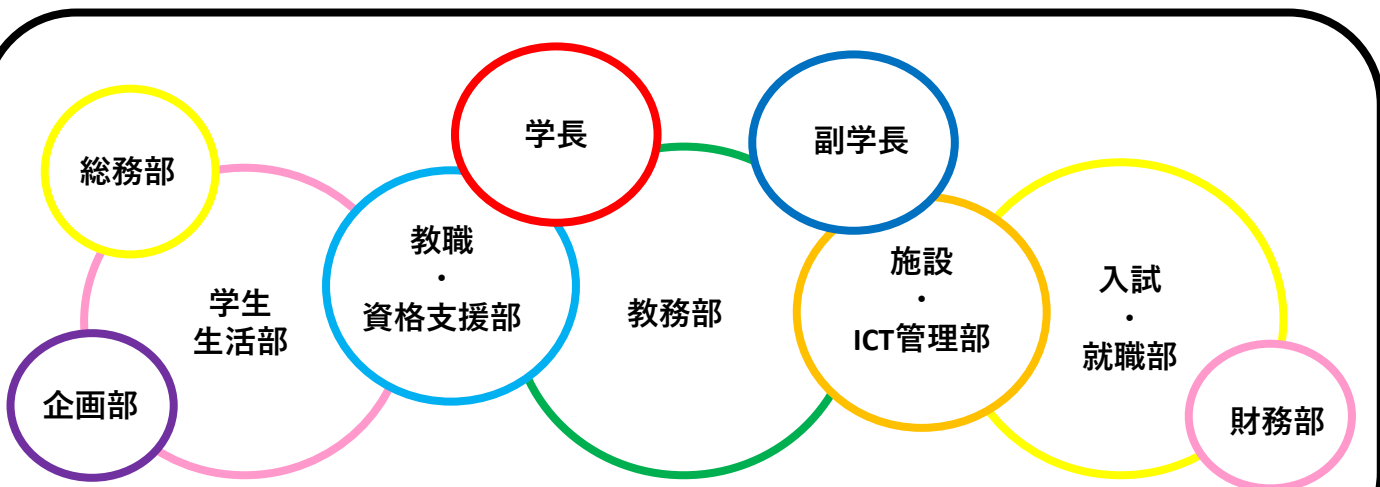 学長
副学長
総務部
教職
・
資格支援部
施設
・
ICT管理部
入試
・
就職部
学生
生活部
教務部
企画部
財務部